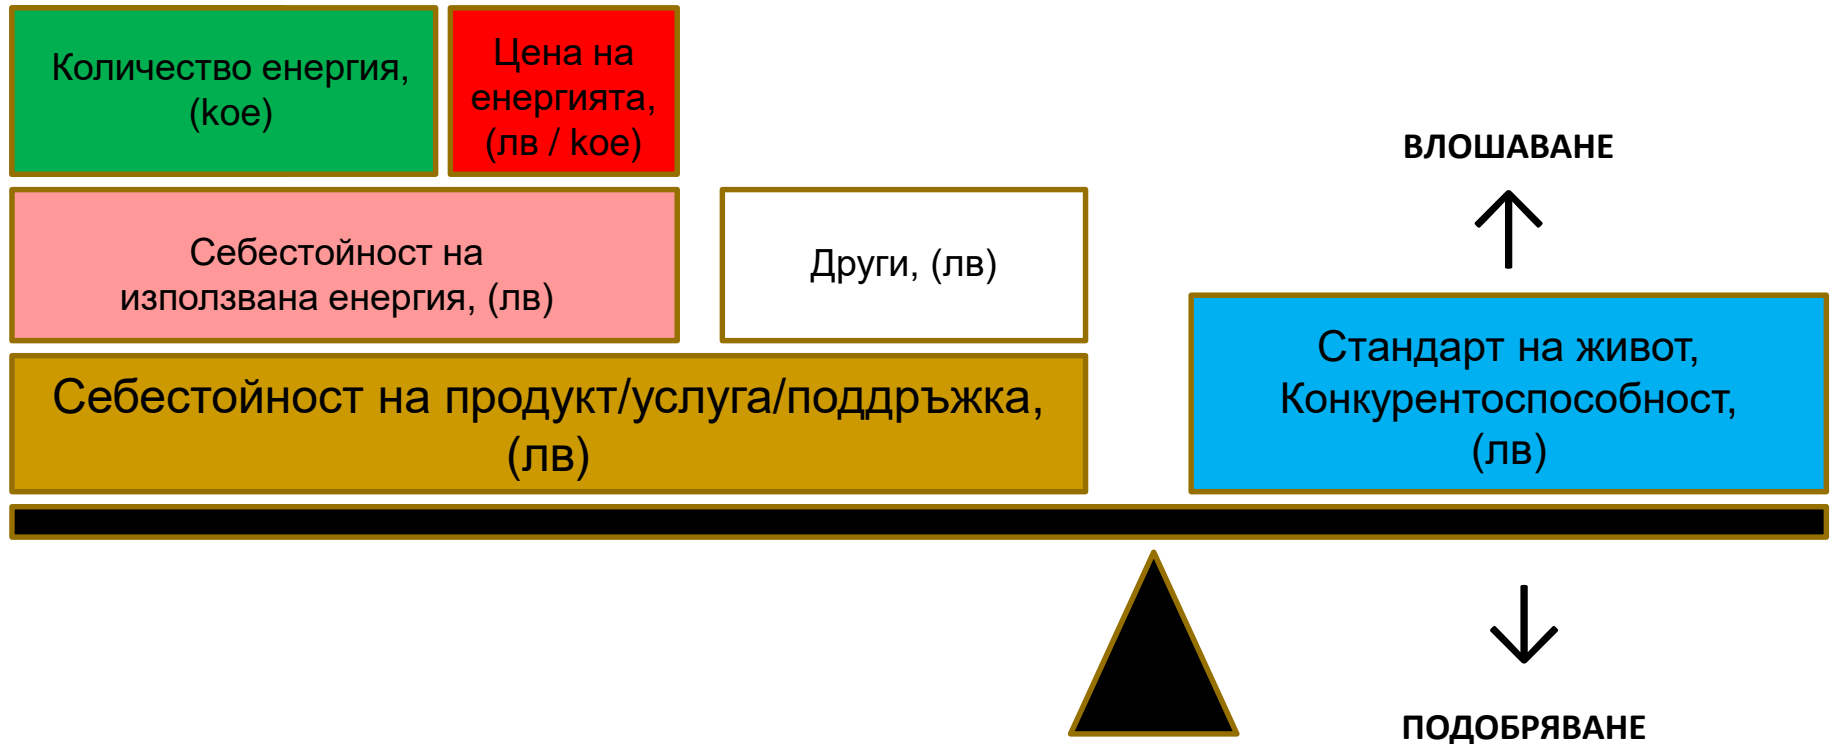 Количество енергия,
(koe)
Цена на
енергията,
(лв / koe)
Себестойност на
използвана енергия, (лв)
Други, (лв)
Себестойност на продукт/услуга/поддръжка,
(лв)
ВЛОШАВАНЕ
Стандарт на живот,
Конкурентоспособност,
(лв)
ПОДОБРЯВАНЕ